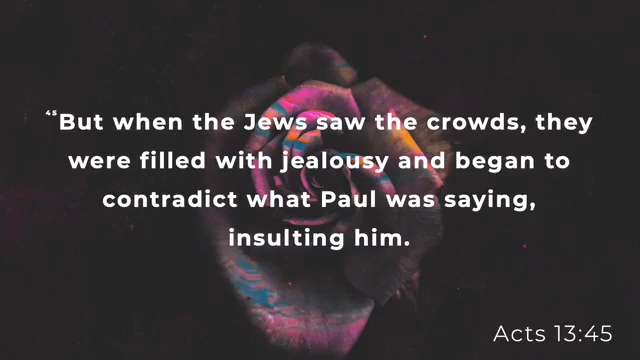 45But when the Jews saw the crowds, they
were filled with jealousy and began to
contradict what Paul was saying,
insulting him.
Acts 13:45